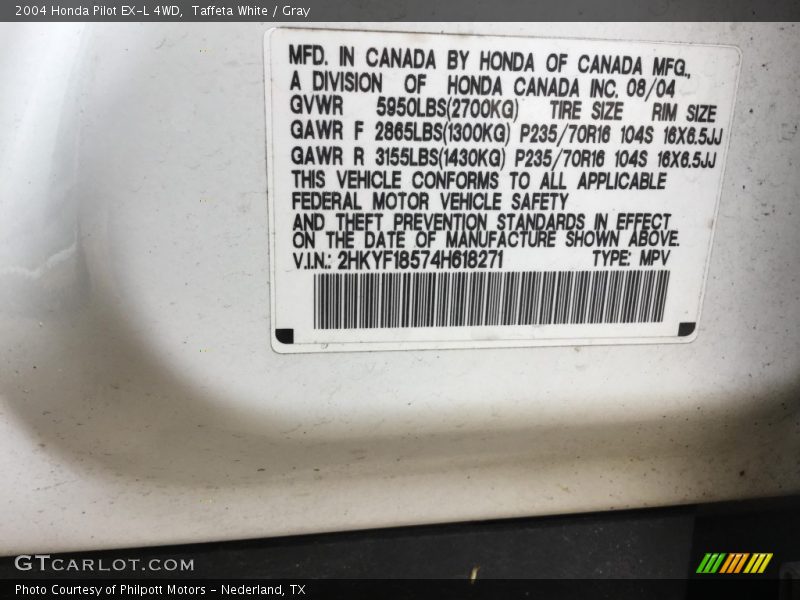 2004 Honda Pilot EX-L 4WD,  Taffeta White / Gray
MFD. IN CANADA BY HONDA OF CANADA MFG.,
A DIVISION OF HONDA CANADA INC. 08/04
GVWR 5950LBS(2700KG) TIRE SIZE RIM SIZE
GAWR F 2865LBS(1300KG) P235/70R16 104S 16X6.5JJ
GAWR R 3155LBS(1430KG) P235/70R16 104S 16X6.5JJ
THIS VEHICLE CONFORMS TO ALL APPLICABLE
FEDERAL MOTOR VEHICLE SAFETY
AND THEFT PREVENTION STANDARDS IN EFFECT
ON THE DATE OF MANUFACTURE SHOWN ABOVE.
V.I.N.: 2HKYF18574H618271 TYPE: MPV
GTCARLOT.COM
Photo Courtesy of Philpott Motors - Nederland, TX